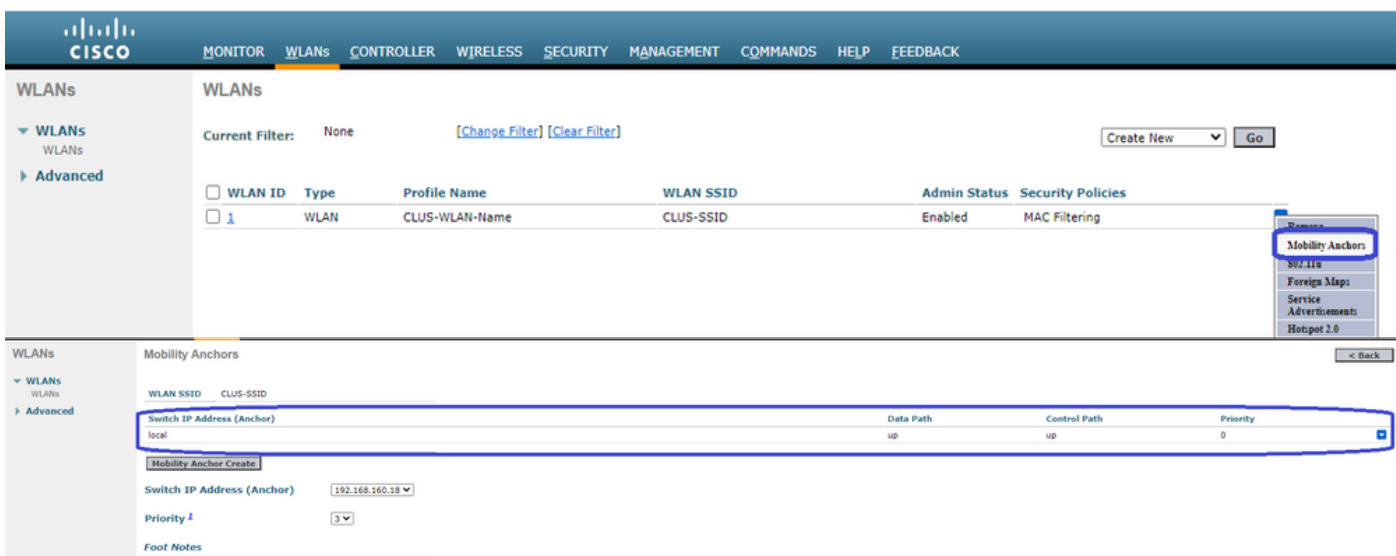 CISCO
MONITOR WLANs CONTROLLER WIRELESS SECURITY MANAGEMENT COMMANDS HELP FEEDBACK
WLANs
WLANs
WLANs
WLANs
Advanced
Current Filter: None [Change Filter] [Clear Filter]
Create New Go
WLAN ID Type Profile Name WLAN SSID Admin Status Security Policies
1 WLAN CLUS-WLAN-Name CLUS-SSID Enabled MAC Filtering
Remove
Mobility Anchors
802.11u
Foreign Maps
Service
Advertisements
Hotspot 2.0
WLANs
Mobility Anchors
< Back
WLANs
WLANs
Advanced
WLAN SSID CLUS-SSID
Switch IP Address (Anchor) Data Path Control Path Priority
local up up 0
Mobility Anchor Create
Switch IP Address (Anchor) 192.168.160.18
Priority 1 3
Foot Notes